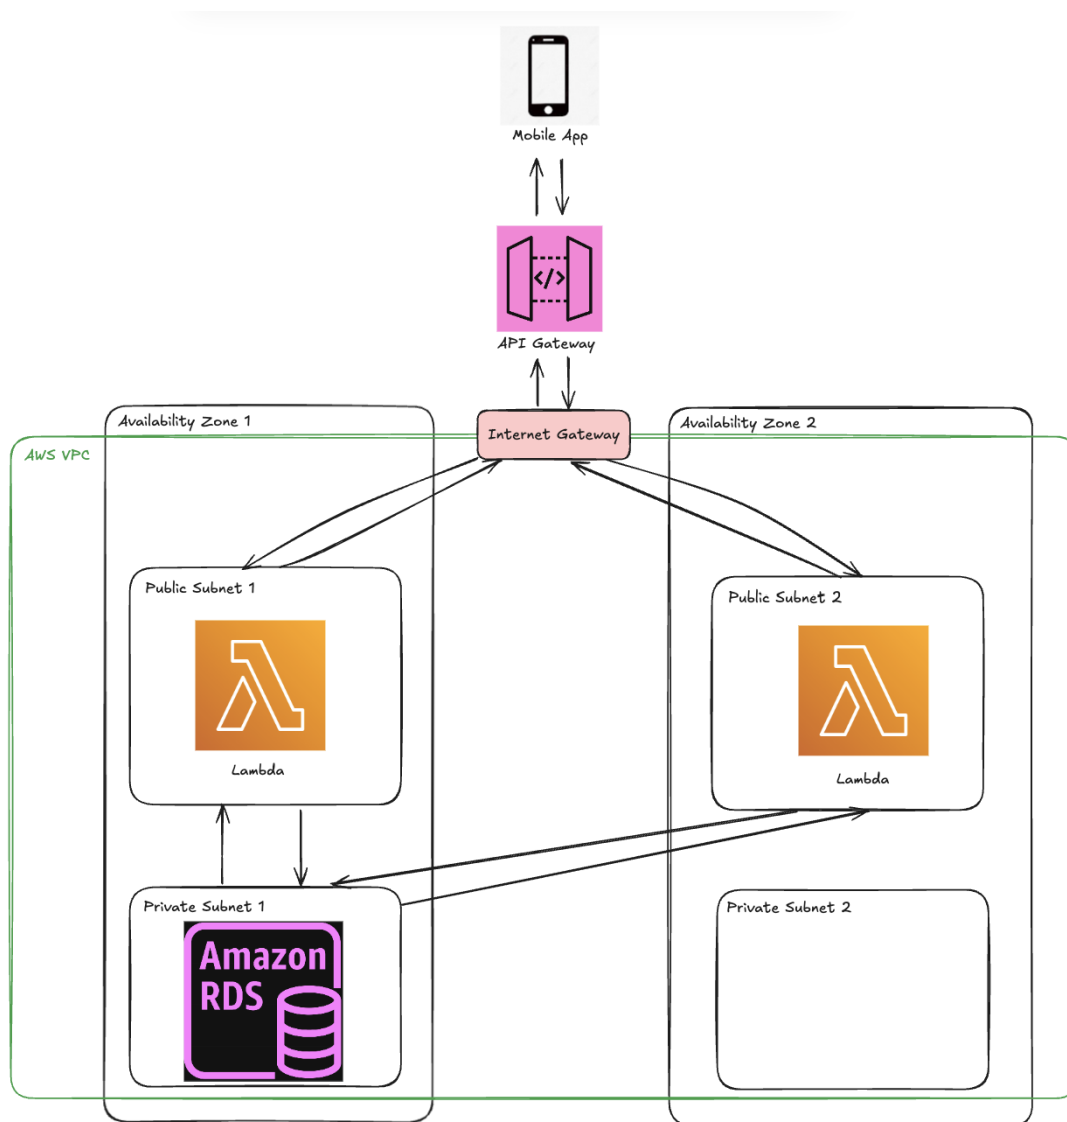 Mobile App
</>
API Gateway
Internet Gateway
Availability Zone 1
Availability Zone 2
AWS VPC
Public Subnet 1
Public Subnet 2
Lambda
Lambda
Private Subnet 1
Private Subnet 2
Amazon
RDS